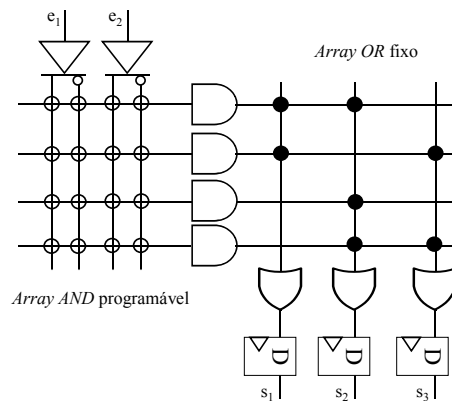 e1 e2
Array OR fixo
Array AND programável
D D D
s1 s2 s3